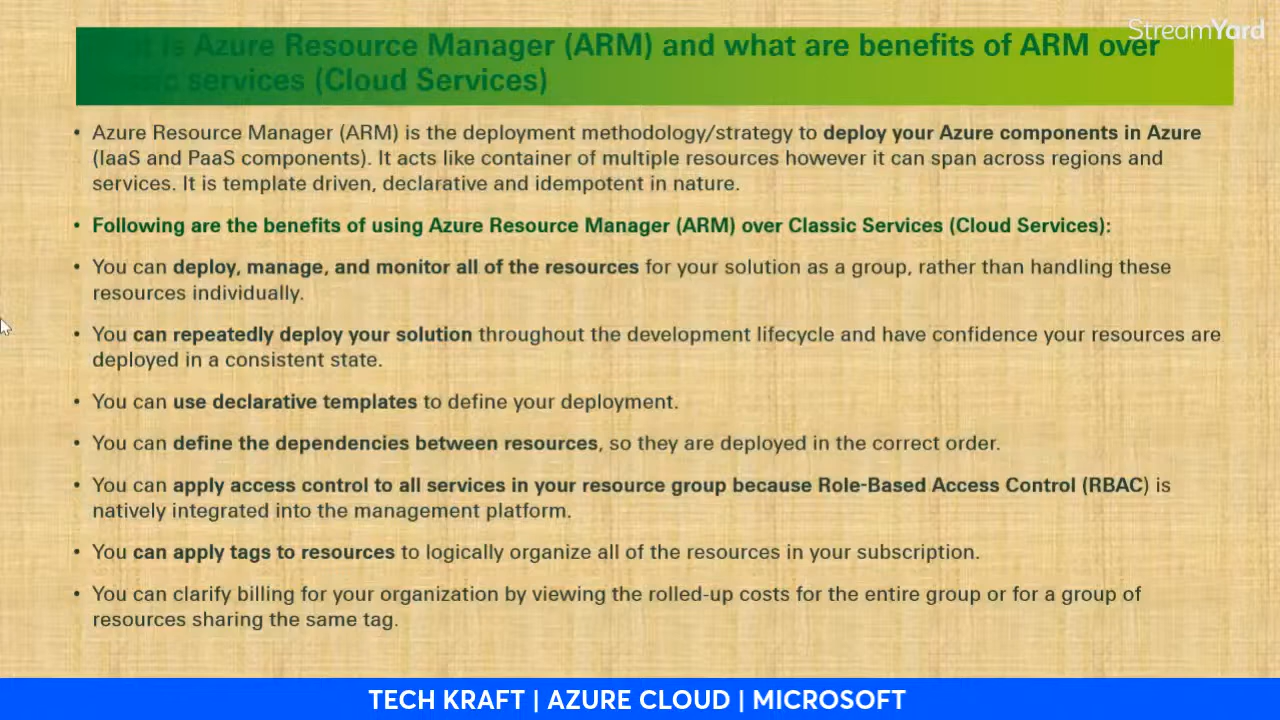 StreamYard
is Azure Resource Manager (ARM) and what are benefits of ARM over
services (Cloud Services)
• Azure Resource Manager (ARM) is the deployment methodology/strategy to deploy your Azure components in Azure
(IaaS and PaaS components). It acts like container of multiple resources however it can span across regions and
services. It is template driven, declarative and idempotent in nature.
• Following are the benefits of using Azure Resource Manager (ARM) over Classic Services (Cloud Services):
• You can deploy, manage, and monitor all of the resources for your solution as a group, rather than handling these
resources individually.
• You can repeatedly deploy your solution throughout the development lifecycle and have confidence your resources are
deployed in a consistent state.
• You can use declarative templates to define your deployment.
• You can define the dependencies between resources, so they are deployed in the correct order.
• You can apply access control to all services in your resource group because Role-Based Access Control (RBAC) is
natively integrated into the management platform.
• You can apply tags to resources to logically organize all of the resources in your subscription.
• You can clarify billing for your organization by viewing the rolled-up costs for the entire group or for a group of
resources sharing the same tag.
TECH KRAFT | AZURE CLOUD | MICROSOFT